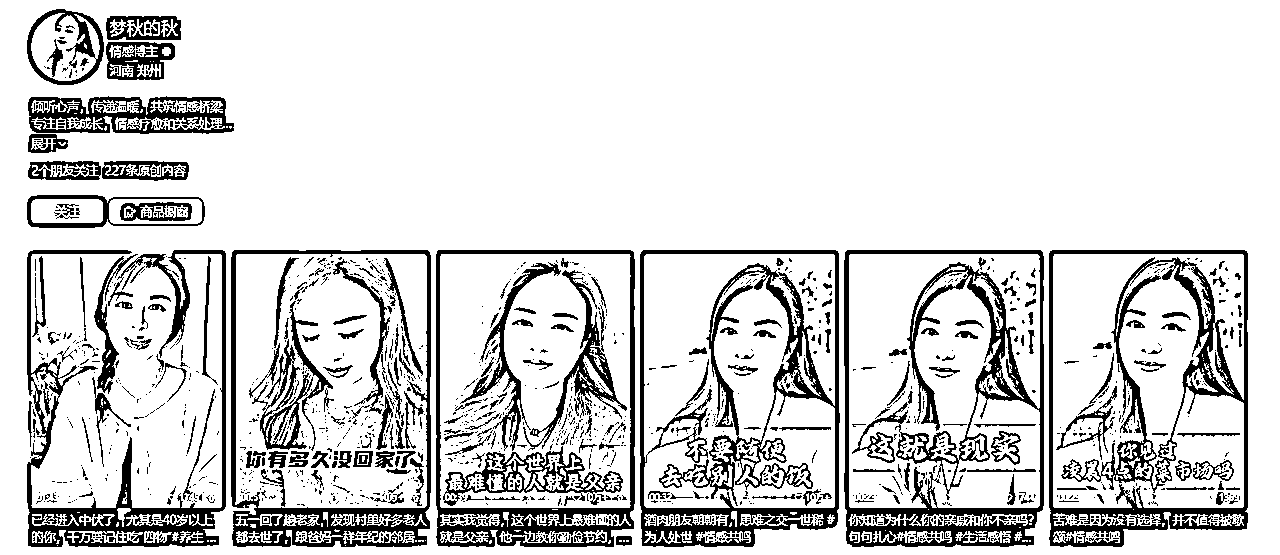 梦秋的秋
情感博主
河南 郑州
倾听心声，传递温暖，共筑情感桥梁
专注自我成长，情感疗愈和关系处理...
展开
2个朋友关注 227条原创内容
关注
商品橱窗
你有多久没回家了
这个世界上
最难懂的人就是父亲
不要随便
去吃别人的饭
00:32
这就是现实
00:23
你见过
凌晨4点的菜市场吗
已经进入中伏了，尤其是40岁以上
的你，千万要记住吃“四物”#养生 ...
五一回了趟老家，发现村里好多老人
都去世了，跟爸妈一样年纪的邻居...
其实我觉得，这个世界上最难懂的人
就是父亲，他一边教你勤俭节约，...
酒肉朋友朝朝有，患难之交一世稀 #
为人处世 #情感共鸣
你知道为什么你的亲戚和你不亲吗？
句句扎心#情感共鸣 #生活感悟 #...
苦难是因为没有选择，并不值得被歌
颂#情感共鸣